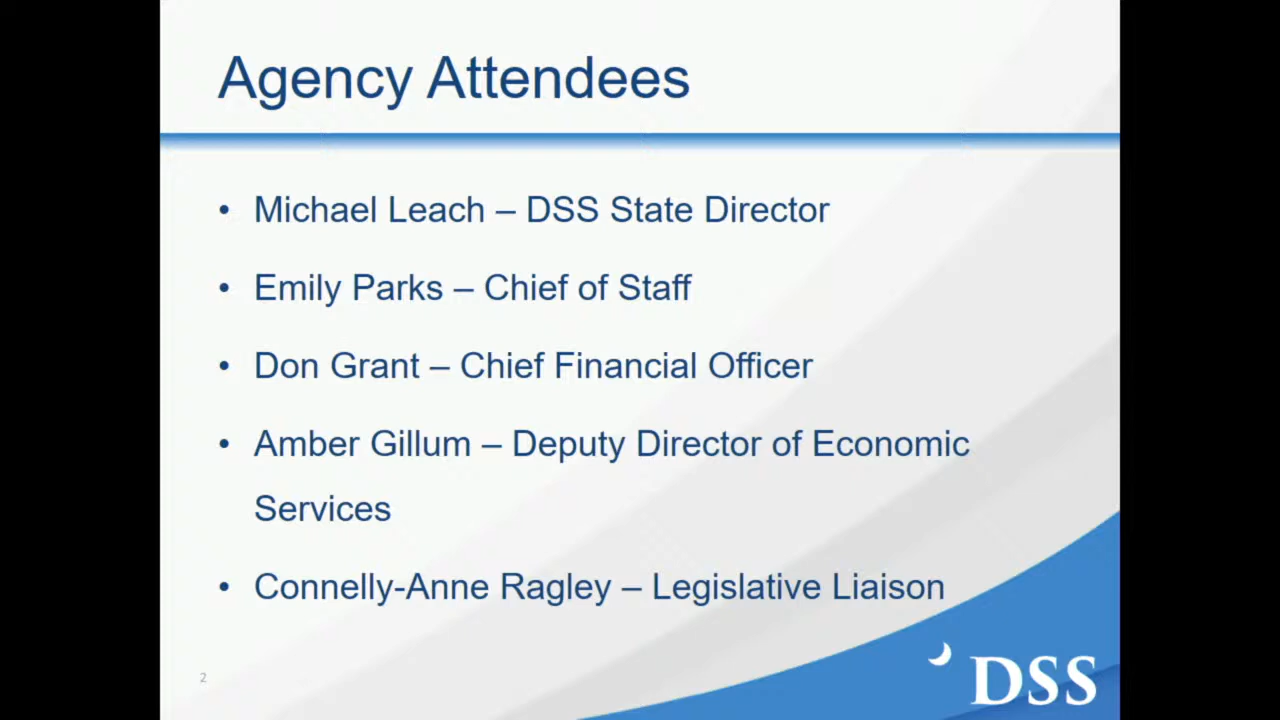 Agency Attendees
• Michael Leach – DSS State Director
• Emily Parks – Chief of Staff
• Don Grant – Chief Financial Officer
• Amber Gillum – Deputy Director of Economic
Services
• Connelly-Anne Ragley – Legislative Liaison
2
DSS